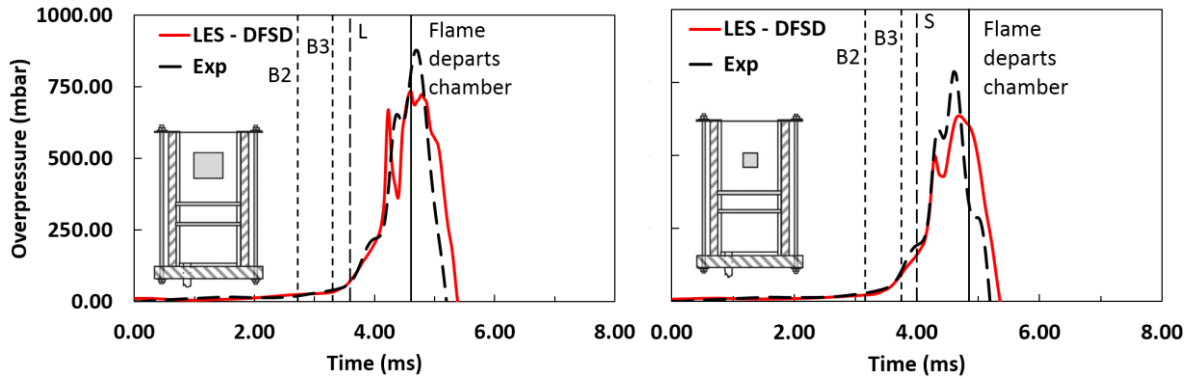 1000.00
750.00
500.00
250.00
0.00
Overpressure (mbar)
LES - DFSD
Exp
B2
B3
L
Flame
departs
chamber
0.00 2.00 4.00 6.00 8.00
Time (ms)
LES - DFSD
Exp
B2
B3
S
Flame
departs
chamber
0.00 2.00 4.00 6.00 8.00
Time (ms)